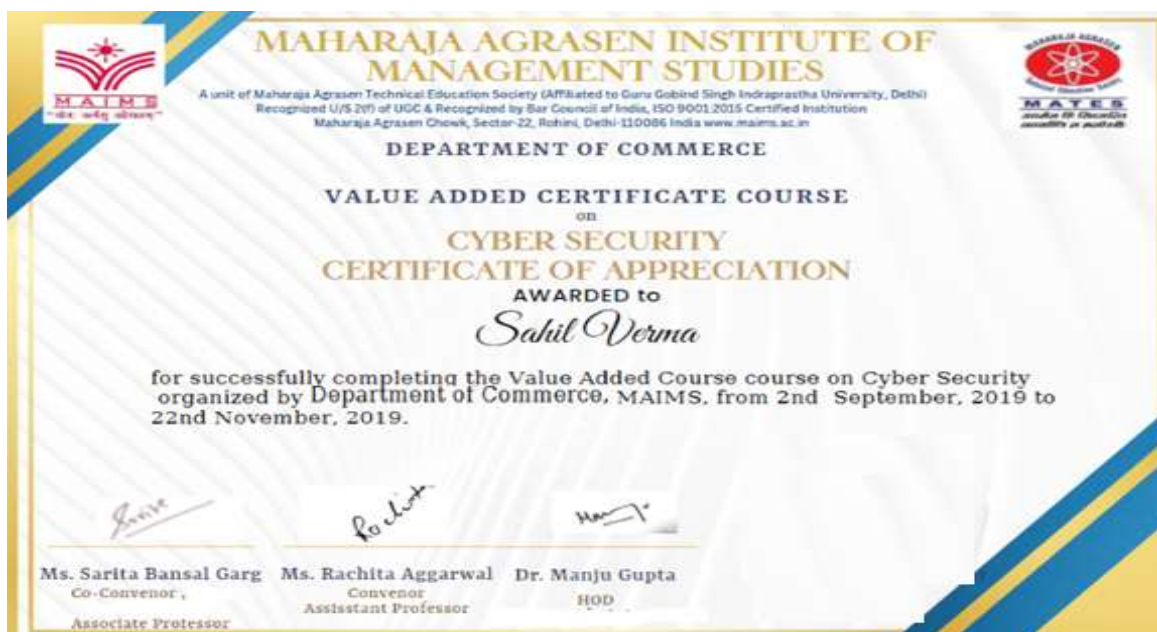 MAHARAJA AGRASEN INSTITUTE OF
MANAGEMENT STUDIES
A unit of Maharaja Agrasen Technical Education Society (Affiliated to Guru Gobind Singh Indraprastha University, Delhi)
Recognized U/S 2(f) of UGC & Recognized by Bar Council of India, ISO 9001:2015 Certified Institution
Maharaja Agrasen Chowk, Sector-22, Rohini, Delhi-110086 India www.maims.ac.in
MAIMS
MAHARAJA AGRASEN
MATES
DEPARTMENT OF COMMERCE
VALUE ADDED CERTIFICATE COURSE
on
CYBER SECURITY
CERTIFICATE OF APPRECIATION
AWARDED to
Sahil Verma
for successfully completing the Value Added Course course on Cyber Security
organized by Department of Commerce, MAIMS, from 2nd September, 2019 to
22nd November, 2019.
Rachita
Ms. Sarita Bansal Garg Ms. Rachita Aggarwal Dr. Manju Gupta
Co-Convenor , Convenor HOD
Assisstant Professor
Associate Professor